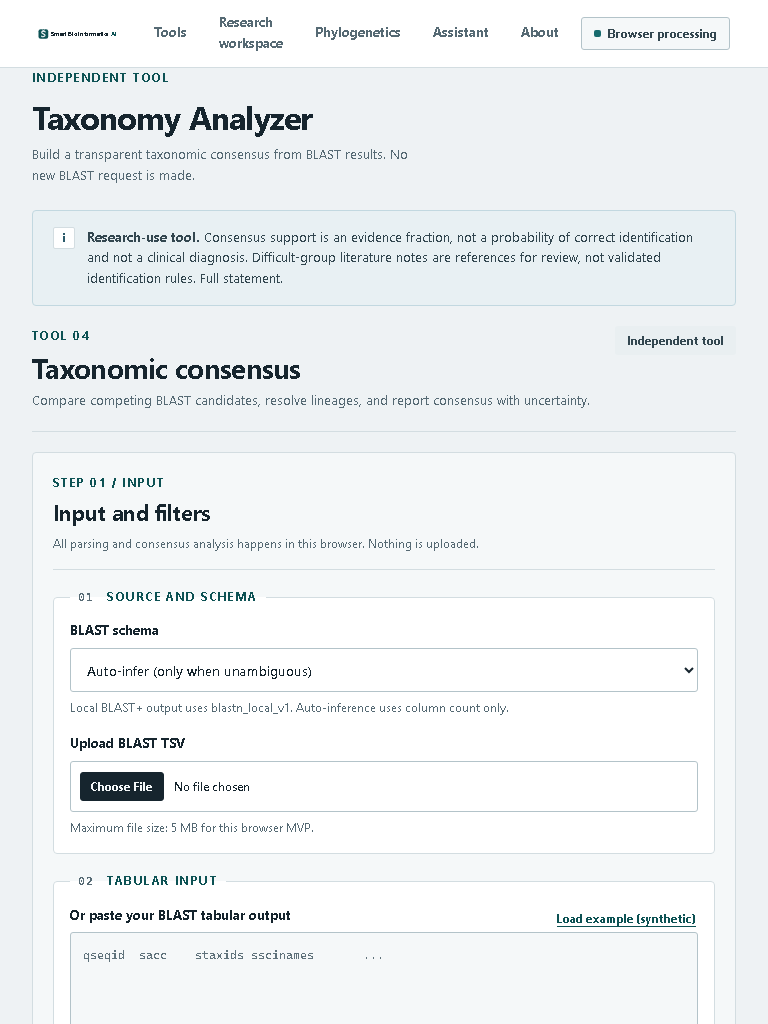 S Smart Bioinformatics AI
Tools
Research
workspace
Phylogenetics
Assistant
About
Browser processing
INDEPENDENT TOOL
Taxonomy Analyzer
Build a transparent taxonomic consensus from BLAST results. No
new BLAST request is made.
i
Research-use tool. Consensus support is an evidence fraction, not a probability of correct identification
and not a clinical diagnosis. Difficult-group literature notes are references for review, not validated
identification rules. Full statement.
TOOL 04
Independent tool
Taxonomic consensus
Compare competing BLAST candidates, resolve lineages, and report consensus with uncertainty.
STEP 01 / INPUT
Input and filters
All parsing and consensus analysis happens in this browser. Nothing is uploaded.
01 SOURCE AND SCHEMA
BLAST schema
Auto-infer (only when unambiguous)
Local BLAST+ output uses blastn_local_v1. Auto-inference uses column count only.
Upload BLAST TSV
Choose File No file chosen
Maximum file size: 5 MB for this browser MVP.
02 TABULAR INPUT
Or paste your BLAST tabular output
Load example (synthetic)
qseqid sacc staxids sscinames ...